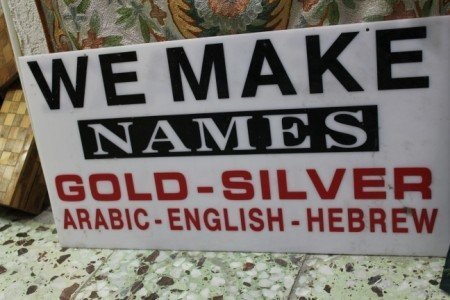 WE MAKE
NAMES
GOLD-SILVER
ARABIC-ENGLISH-HEBREW